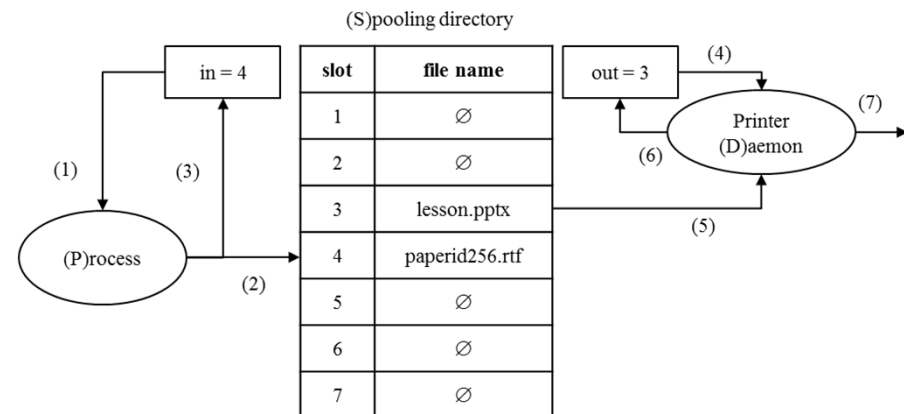 (S)pooling directory
in = 4
slot file name
out = 3
(4)
1 ∅
Printer
(D)aemon
(7)
2 ∅
(6)
(1)
(3)
3 lesson.pptx
(5)
(P)rocess
4 paperid256.rtf
(2)
5 ∅
6 ∅
7 ∅